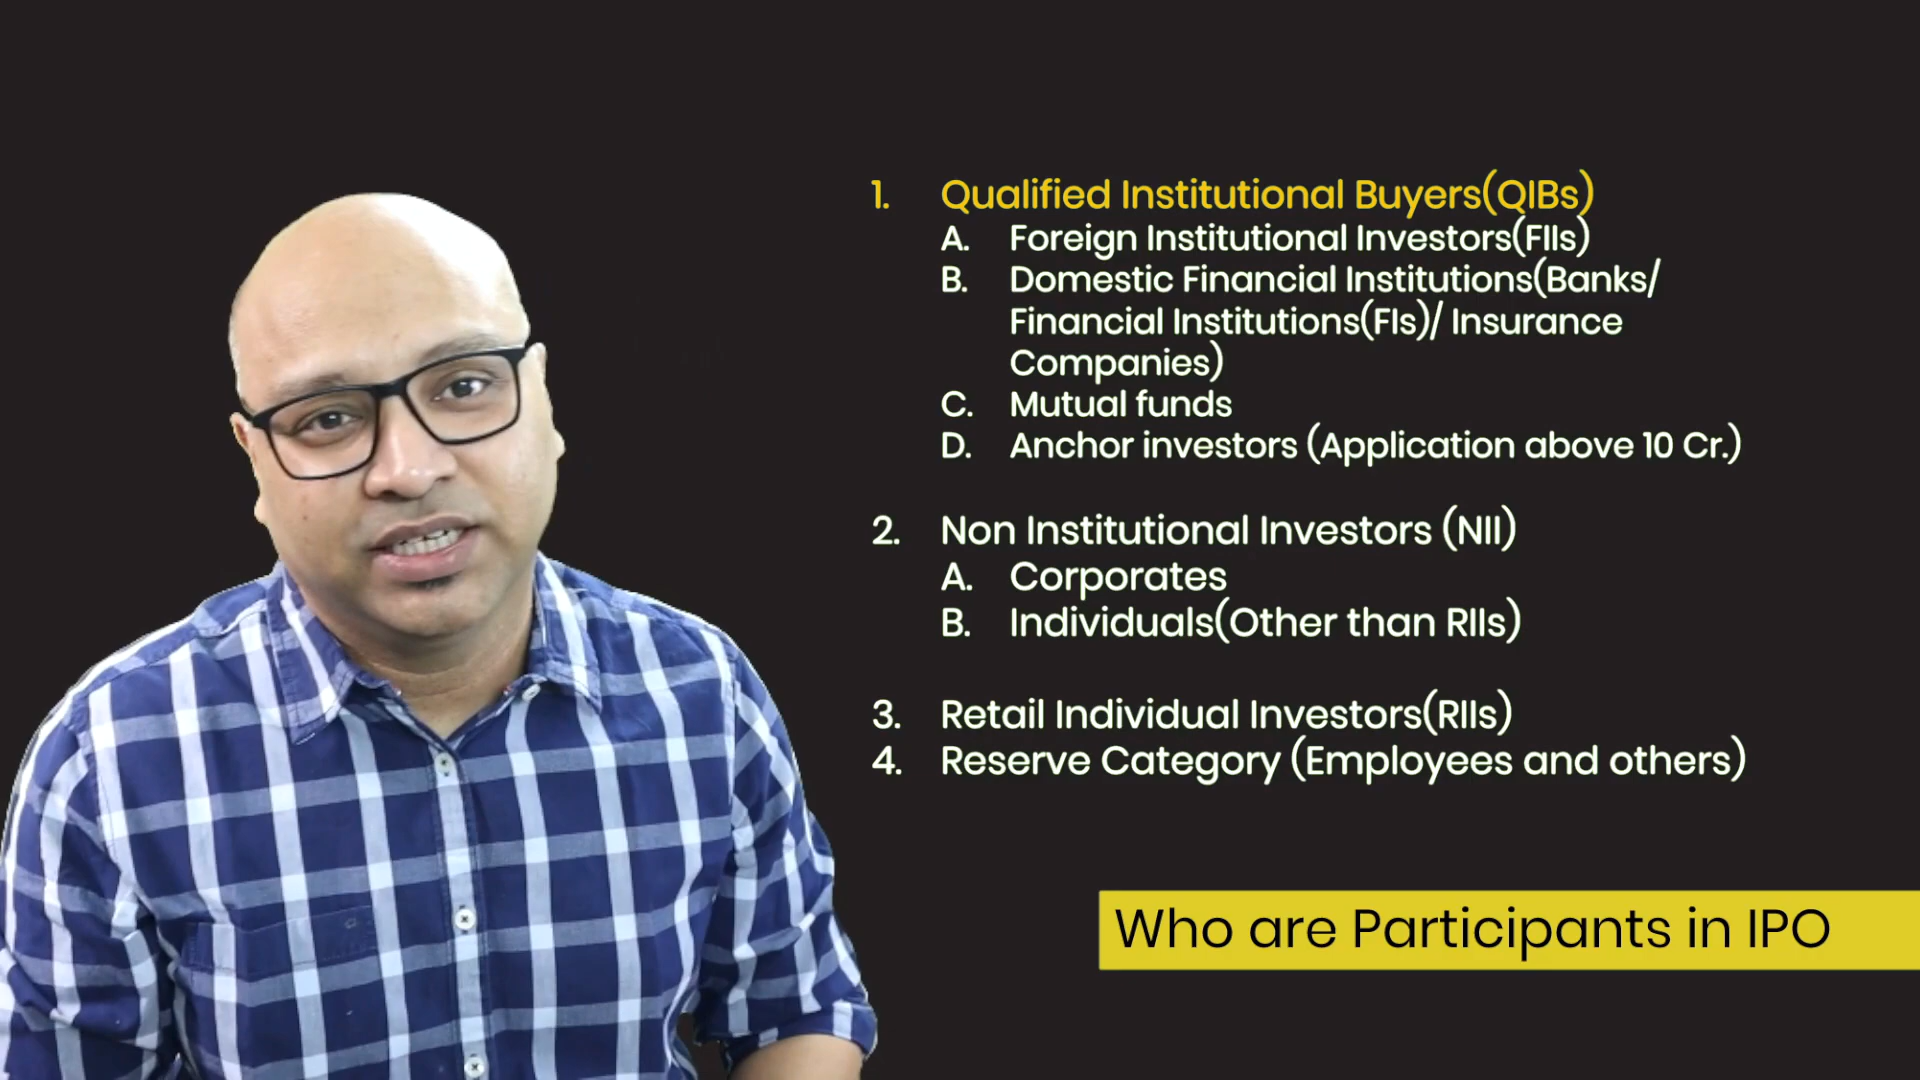 1. Qualified Institutional Buyers(QIBs)
A. Foreign Institutional Investors(FIIs)
B. Domestic Financial Institutions(Banks/
Financial Institutions(FIs)/ Insurance
Companies)
C. Mutual funds
D. Anchor investors (Application above 10 Cr.)
2. Non Institutional Investors (NII)
A. Corporates
B. Individuals(Other than RIIs)
3. Retail Individual Investors(RIIs)
4. Reserve Category (Employees and others)
Who are Participants in IPO